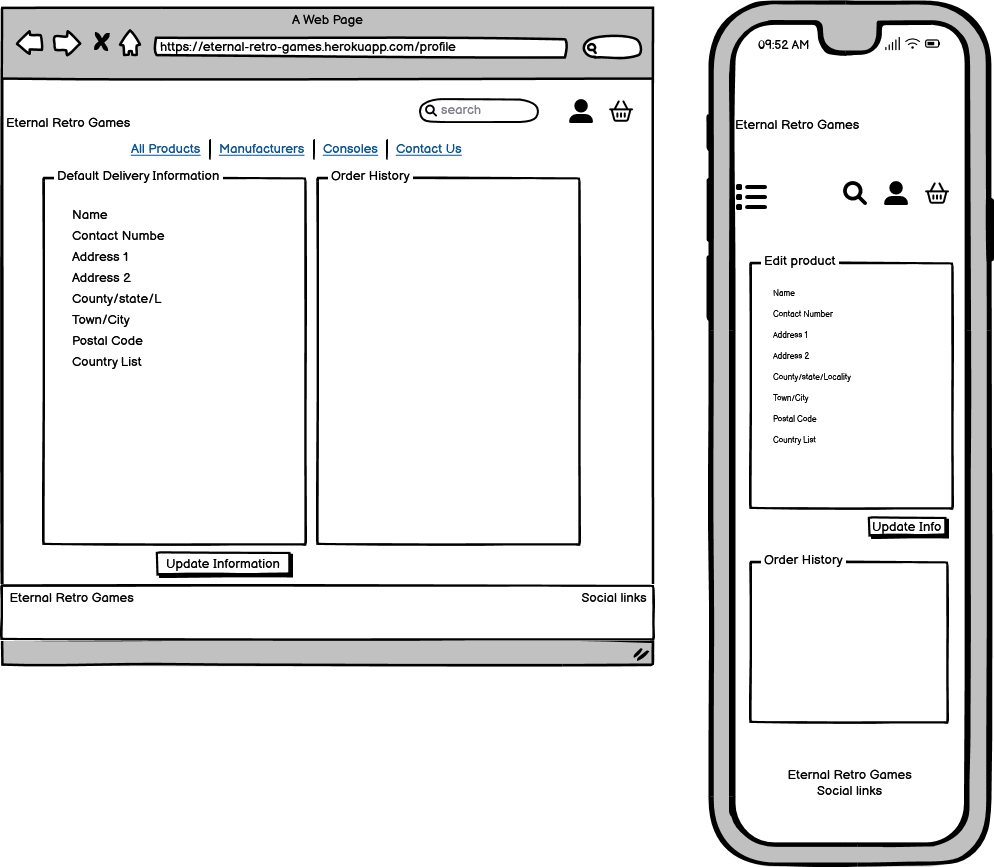 A Web Page
https://eternal-retro-games.herokuapp.com/profile
search
Eternal Retro Games
All Products Manufacturers Consoles Contact Us
Default Delivery Information
Name
Contact Numbe
Address 1
Address 2
County/state/L
Town/City
Postal Code
Country List
Order History
Update Information
Eternal Retro Games Social links
09:52 AM
Eternal Retro Games
Edit product
Name
Contact Number
Address 1
Address 2
County/state/Locality
Town/City
Postal Code
Country List
Update Info
Order History
Eternal Retro Games
Social links